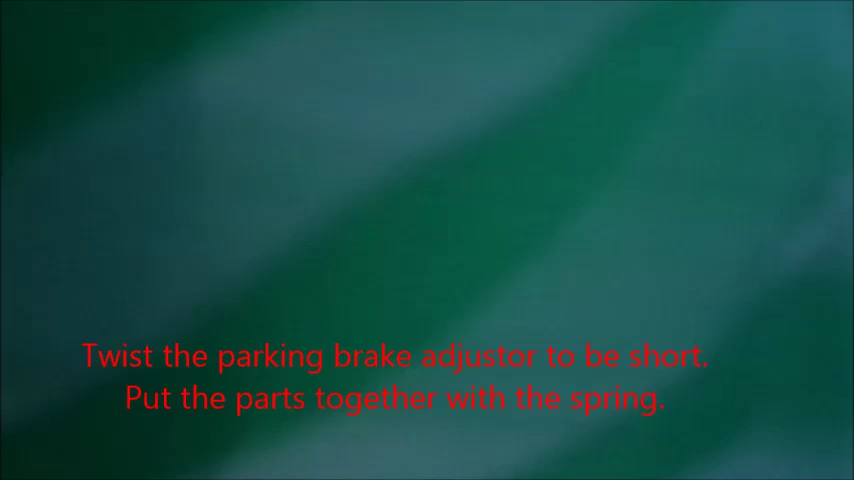 Twist the parking brake adjustor to be short.
Put the parts together with the spring.